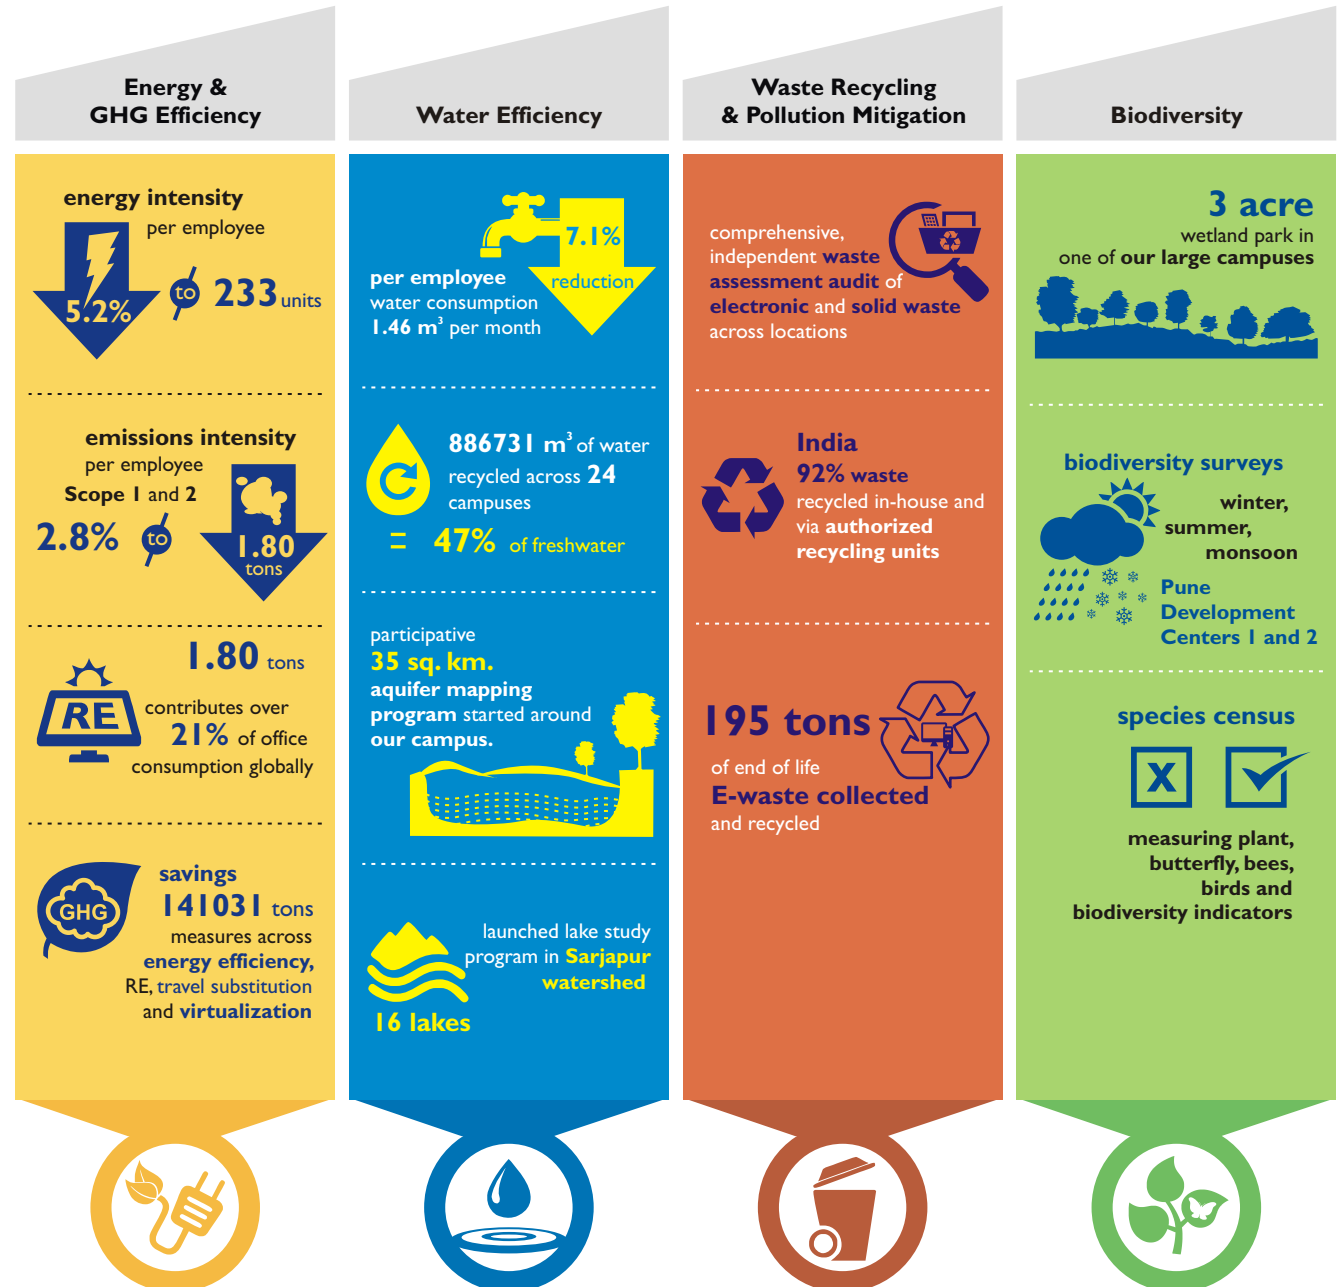 Energy &
GHG Efficiency
energy intensity
per employee
5.2%
to
233 units
emissions intensity
per employee
Scope 1 and 2
2.8%
to
1.80
tons
1.80 tons
RE
contributes over
21% of office
consumption globally
GHG
savings
141031 tons
measures across
energy efficiency,
RE, travel substitution
and virtualization
Water Efficiency
7.1%
reduction
per employee
water consumption
1.46 m³ per month
886731 m³ of water
recycled across 24
campuses
= 47% of freshwater
participative
35 sq. km.
aquifer mapping
program started around
our campus.
launched lake study
program in Sarjapur
watershed
16 lakes
Waste Recycling
& Pollution Mitigation
comprehensive,
independent waste
assessment audit of
electronic and solid waste
across locations
India
92% waste
recycled in-house and
via authorized
recycling units
195 tons
of end of life
E-waste collected
and recycled
Biodiversity
3 acre
wetland park in
one of our large campuses
biodiversity surveys
winter,
summer,
monsoon
Pune
Development
Centers 1 and 2
species census
X
measuring plant,
butterfly, bees,
birds and
biodiversity indicators